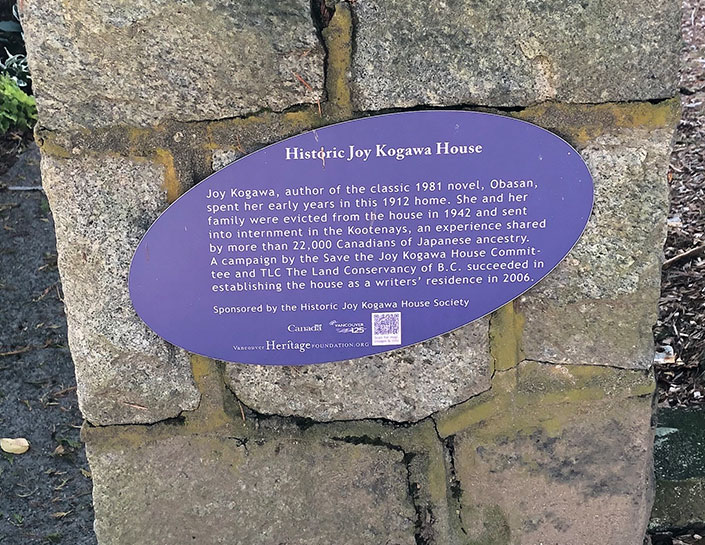 Historic Joy Kogawa House
Joy Kogawa, author of the classic 1981 novel, Obasan,
spent her early years in this 1912 home. She and her
family were evicted from the house in 1942 and sent
into internment in the Kootenays, an experience shared
by more than 22,000 Canadians of Japanese ancestry.
A campaign by the Save the Joy Kogawa House Commit-
tee and TLC The Land Conservancy of B.C. succeeded in
establishing the house as a writers' residence in 2006.
Sponsored by the Historic Joy Kogawa House Society
Canada VANCOUVER 125
Vancouver Heritage FOUNDATION.ORG